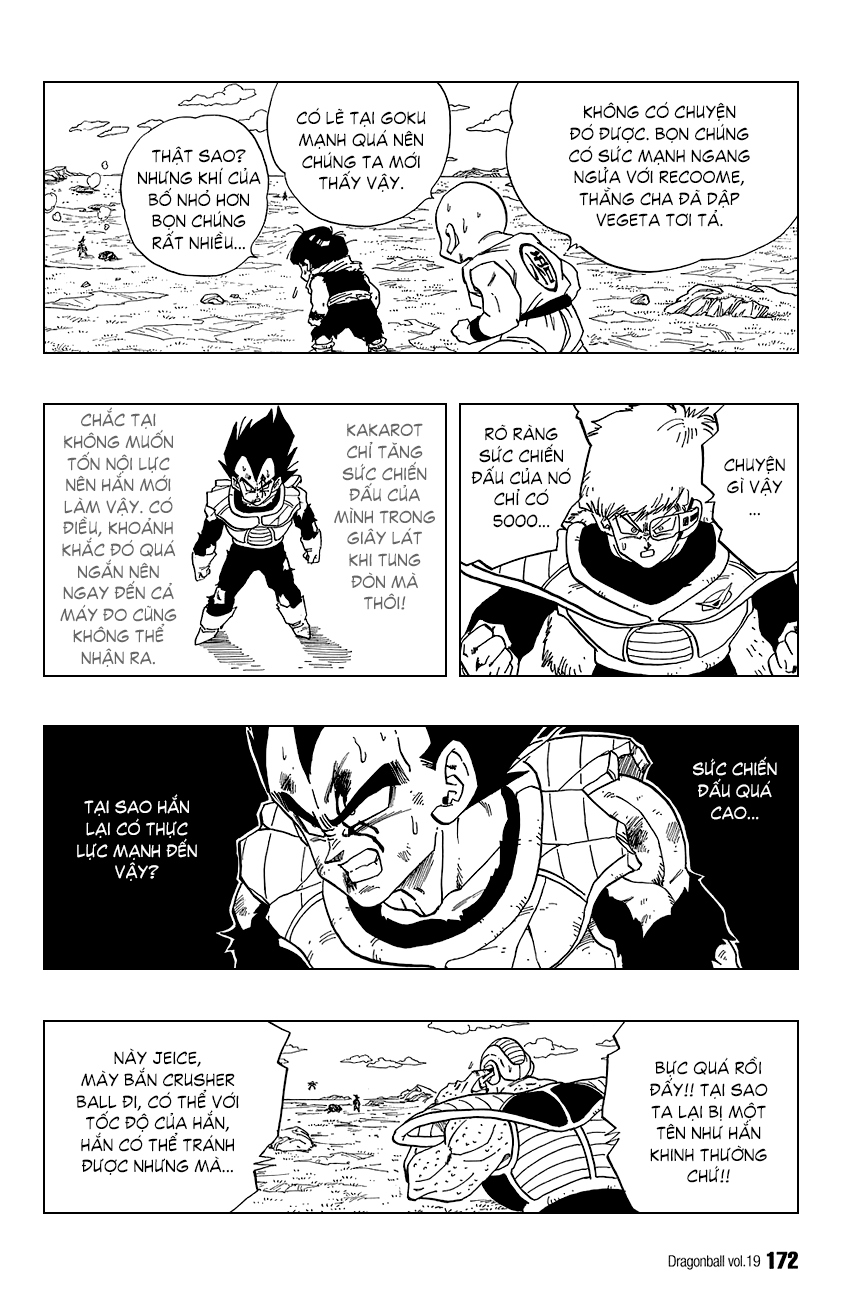 KHÔNG CÓ CHUYỆN
ĐÓ ĐƯỢC. BỌN CHÚNG
CÓ SỨC MẠNH NGANG
NGỬA VỚI RECOOME,
THẰNG CHA ĐÃ DẬP
VEGETA TƠI TẢ.
CÓ LẼ TẠI GOKU
MẠNH QUÁ NÊN
CHÚNG TA MỚI
THẤY VẬY.
THẬT SAO?
NHƯNG KHÍ CỦA
BỐ NHỎ HƠN
BỌN CHÚNG
RẤT NHIỀU...
CHUYỆN
GÌ VẬY
...
RÕ RÀNG
SỨC CHIẾN
ĐẤU CỦA NÓ
CHỈ CÓ
5000...
KAKAROT
CHỈ TĂNG
SỨC CHIẾN
ĐẤU CỦA
MÌNH TRONG
GIÂY LÁT
KHI TUNG
ĐÒN MÀ
THÔI!
CHẮC TẠI
KHÔNG MUỐN
TỐN NỘI LỰC
NÊN HẮN MỚI
LÀM VẬY. CÓ
ĐIỀU, KHOẢNH
KHẮC ĐÓ QUÁ
NGẮN NÊN
NGAY ĐẾN CẢ
MÁY ĐO CŨNG
KHÔNG THỂ
NHẬN RA.
SỨC CHIẾN
ĐẤU QUÁ
CAO...
TẠI SAO HẮN
LẠI CÓ THỰC
LỰC MẠNH ĐẾN
VẬY?
BỰC QUÁ RỒI
ĐẤY!! TẠI SAO
TA LẠI BỊ MỘT
TÊN NHƯ HẮN
KHINH THƯỜNG
CHỨ!!
NÀY JEICE,
MÀY BẮN CRUSHER
BALL ĐI, CÓ THỂ VỚI
TỐC ĐỘ CỦA HẮN,
HẮN CÓ THỂ TRÁNH
ĐƯỢC NHƯNG MÀ...
Dragonball vol.19 172